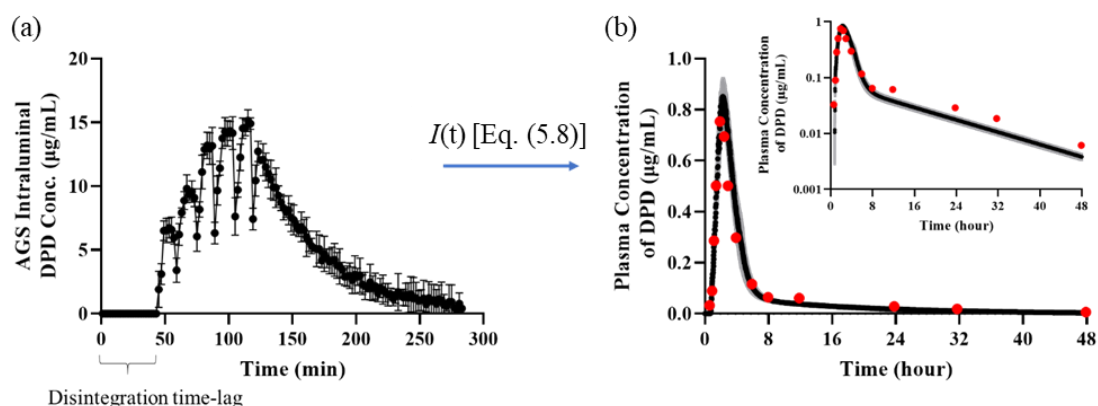 (a)
AGS Intraluminal
DPD Conc. (µg/mL)
20
15
10
5
0
0 50 100 150 200 250 300
Time (min)
Disintegration time-lag
I(t) [Eq. (5.8)]
(b)
Plasma Concentration
of DPD (µg/mL)
1.0
0.8
0.6
0.4
0.2
0.0
0 8 16 24 32 40 48
Time (hour)
Plasma Concentration
of DPD (µg/mL)
1
0.1
0.01
0.001
0 8 16 24 32 40 48
Time (hour)